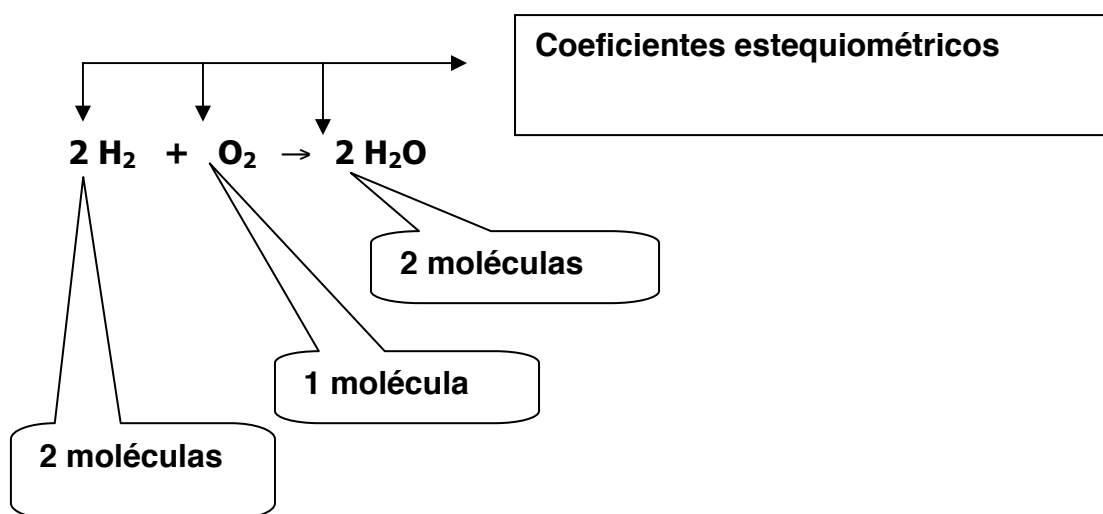 Coeficientes estequiométricos
2 H₂ + O₂ → 2 H₂O
2 moléculas
1 molécula
2 moléculas